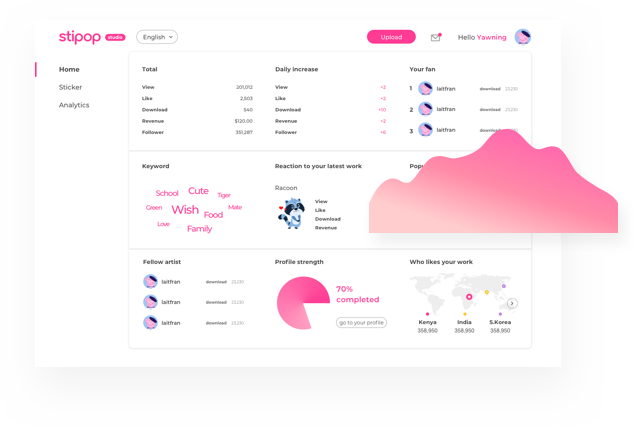 stipop studio
English
Upload
Hello Yawning
Home
Sticker
Analytics
Total
View 201,012
Like 2,503
Download 540
Revenue $120.00
Follower 351,287
Daily increase
View +2
Like +2
Download +10
Revenue +2
Follower +6
Your fan
1 laitfran download 23,230
2 laitfran download 23,230
3 laitfran download 23,230
Keyword
School
Cute
Tiger
Green
Wish
Mate
Food
Love
Family
Reaction to your latest work
Racoon
View
Like
Download
Revenue
Fellow artist
laitfran download 23,230
laitfran download 23,230
laitfran download 23,230
Profile strength
70%
completed
go to your profile
Who likes your work
Kenya India S.Korea
358,950 358,950 358,950